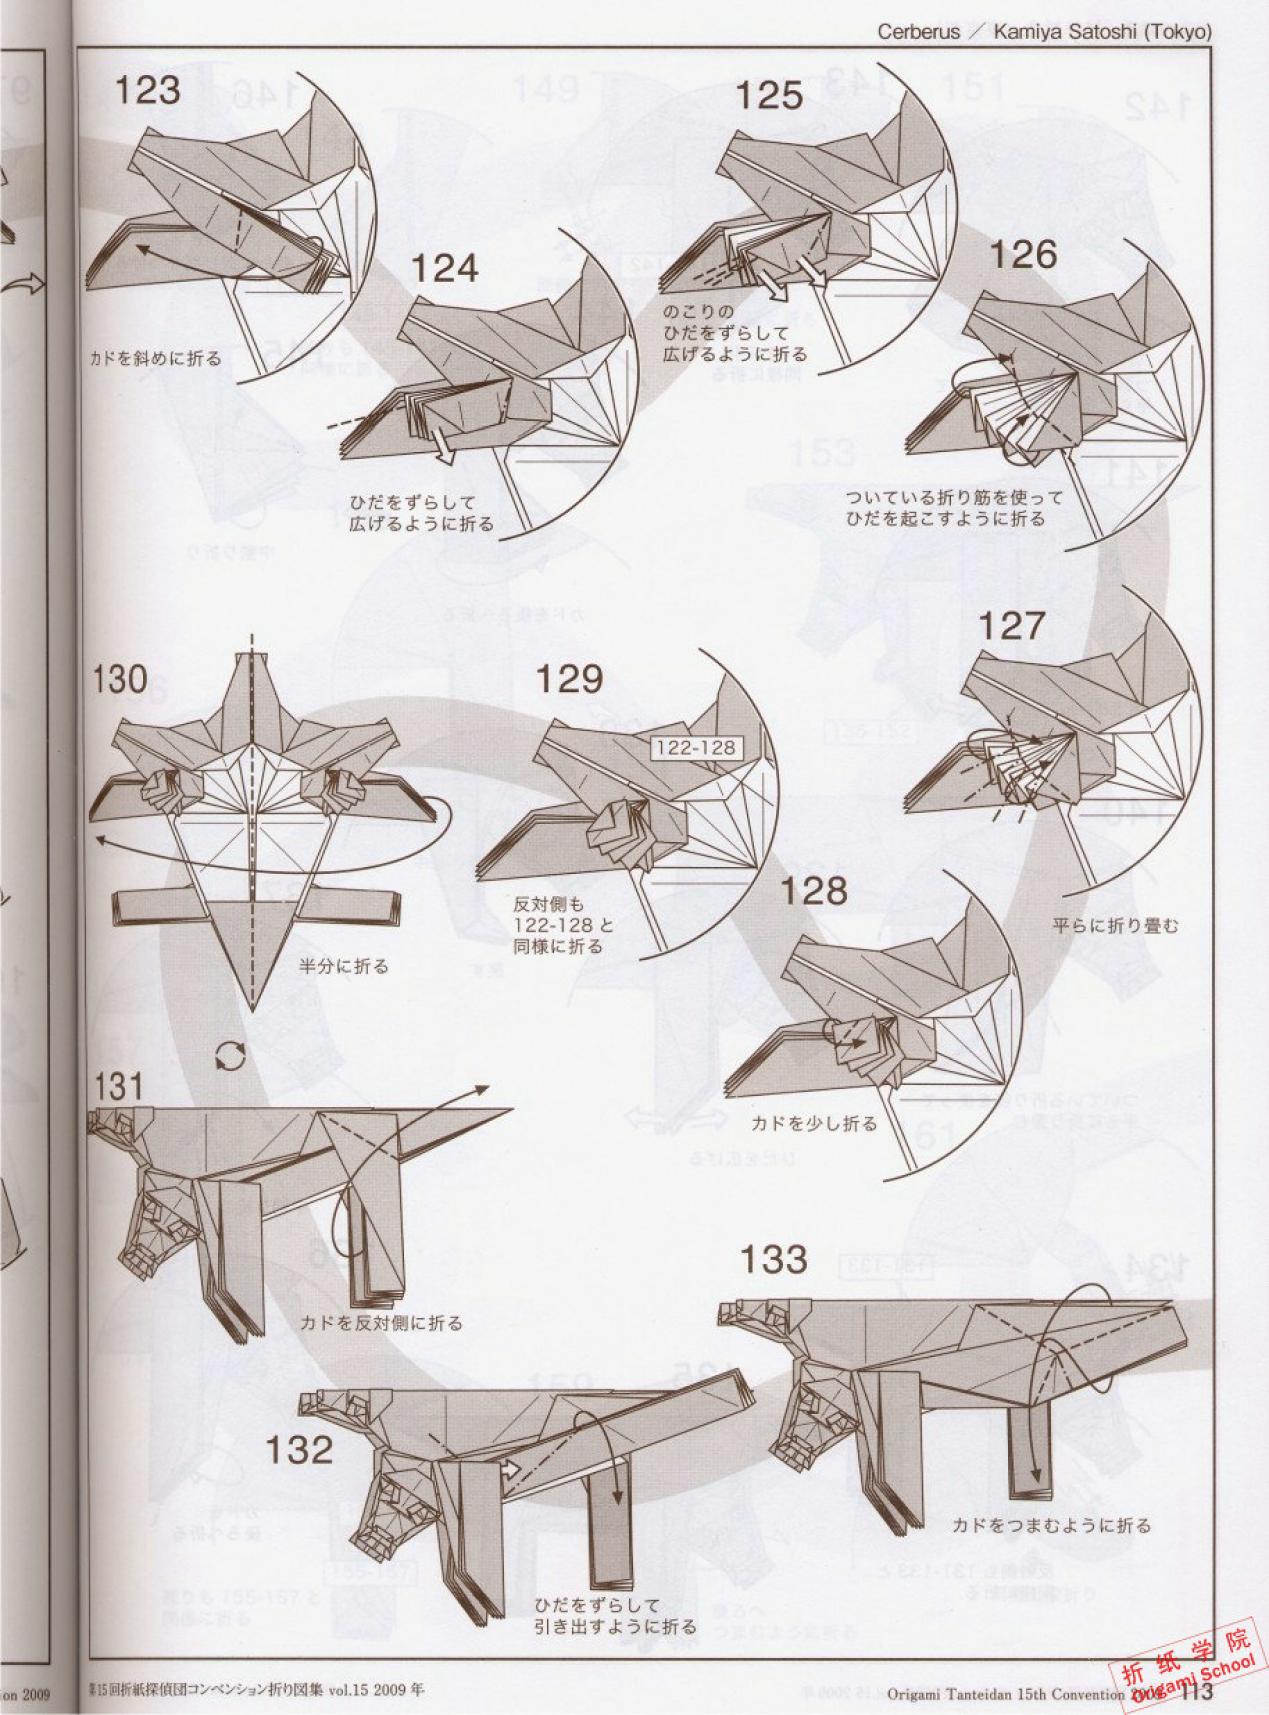 Cerberus ／ Kamiya Satoshi (Tokyo)
123
カドを斜めに折る
124
ひだをずらして
広げるように折る
125
のこりの
ひだをずらして
広げるように折る
126
ついている折り筋を使って
ひだを起こすように折る
127
平らに折り畳む
128
カドを少し折る
129
122-128
反対側も
122-128 と
同様に折る
130
半分に折る
131
カドを反対側に折る
132
ひだをずらして
引き出すように折る
133
カドをつまむように折る
ion 2009
第15回折紙探偵団コンベンション折り図集 vol.15 2009 年
Origami Tanteidan 15th Convention 2009 113
折纸学院
Origami School